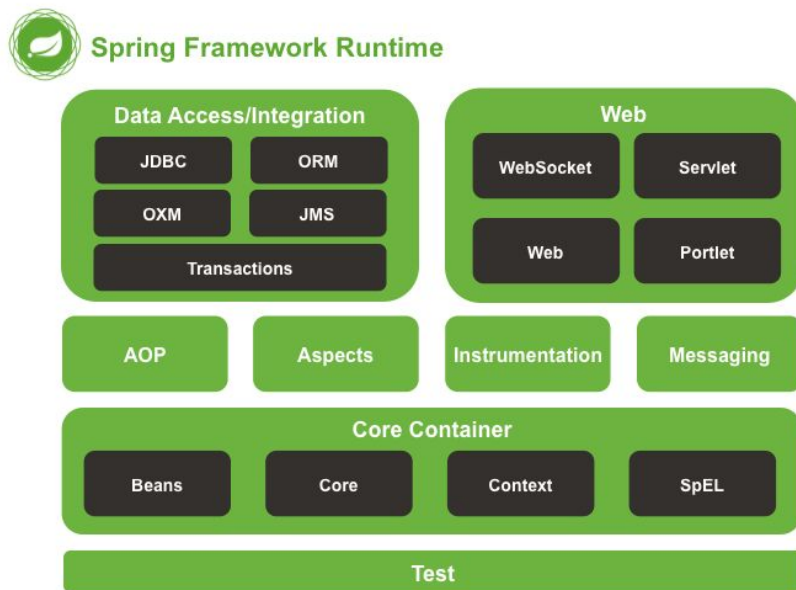 Spring Framework Runtime
Data Access/Integration
JDBC
ORM
OXM
JMS
Transactions
Web
WebSocket
Servlet
Web
Portlet
AOP
Aspects
Instrumentation
Messaging
Core Container
Beans
Core
Context
SpEL
Test